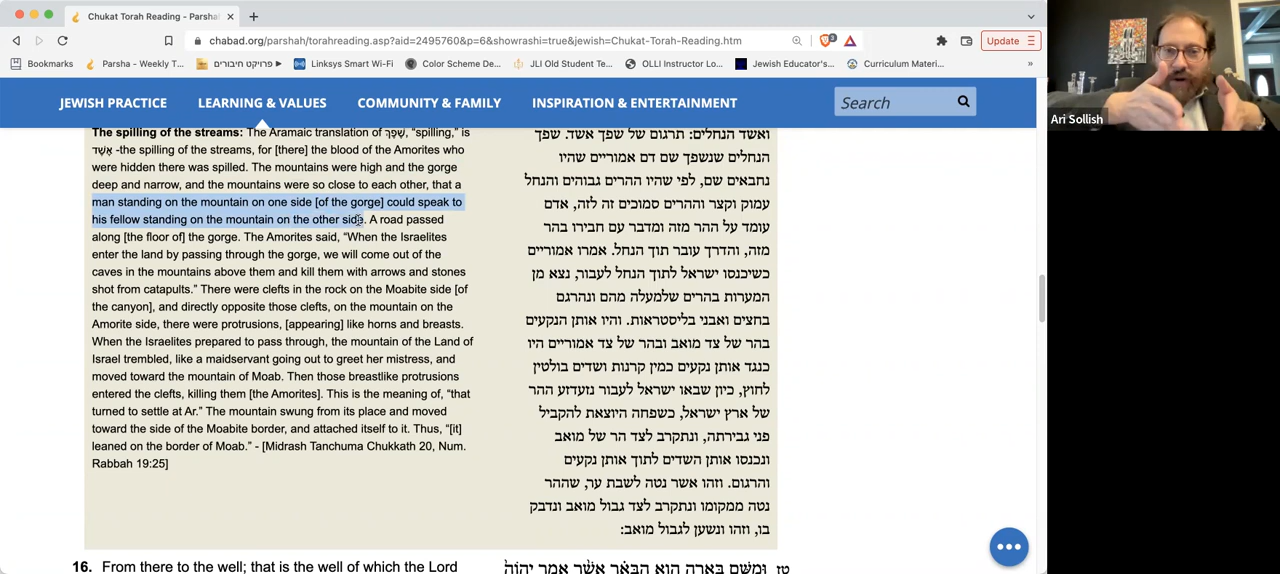 Chukat Torah Reading - Parsha
chabad.org/parshah/torahreading.asp?aid=2495760&p=6&showrashi=true&jewish=Chukat-Torah-Reading.htm
Update
Bookmarks
Parsha - Weekly T...
פרויקט חיבורים
Linksys Smart Wi-Fi
Color Scheme De...
JLI Old Student Te...
OLLI Instructor Lo...
Jewish Educator's...
Curriculum Materi...
JEWISH PRACTICE
LEARNING & VALUES
COMMUNITY & FAMILY
INSPIRATION & ENTERTAINMENT
Search
Ari Sollish
The spilling of the streams: The Aramaic translation of שָׁפַךְ, “spilling,” is
אֶשֶׁד -the spilling of the streams, for [there] the blood of the Amorites who
were hidden there was spilled. The mountains were high and the gorge
deep and narrow, and the mountains were so close to each other, that a
man standing on the mountain on one side [of the gorge] could speak to
his fellow standing on the mountain on the other side. A road passed
along [the floor of] the gorge. The Amorites said, “When the Israelites
enter the land by passing through the gorge, we will come out of the
caves in the mountains above them and kill them with arrows and stones
shot from catapults.” There were clefts in the rock on the Moabite side [of
the canyon], and directly opposite those clefts, on the mountain on the
Amorite side, there were protrusions, [appearing] like horns and breasts.
When the Israelites prepared to pass through, the mountain of the Land of
Israel trembled, like a maidservant going out to greet her mistress, and
moved toward the mountain of Moab. Then those breastlike protrusions
entered the clefts, killing them [the Amorites]. This is the meaning of, “that
turned to settle at Ar.” The mountain swung from its place and moved
toward the side of the Moabite border, and attached itself to it. Thus, “[it]
leaned on the border of Moab.” - [Midrash Tanchuma Chukkath 20, Num.
Rabbah 19:25]
ואשד הנחלים: תרגום של שפך אשד. שפך
הנחלים שנשפך שם דם אמוריים שהיו
נחבאים שם, לפי שהיו ההרים גבוהים והנחל
עמוק וקצר וההרים סמוכים זה לזה, אדם
עומד על ההר מזה ומדבר עם חבירו בהר
מזה, והדרך עובר תוך הנחל. אמרו אמוריים
כשיכנסו ישראל לתוך הנחל לעבור, נצא מן
המערות בהרים שלמעלה מהם ונהרגם
בחצים ואבני בליסטראות. והיו אותן הנקעים
בהר של צד מואב ובהר של צד אמוריים היו
כנגד אותן נקעים כמין קרנות ושדים בולטין
לחוץ, כיון שבאו ישראל לעבור נזדעזע ההר
של ארץ ישראל, כשפחה היוצאת להקביל
פני גבירתה, ונתקרב לצד הר של מואב
ונכנסו אותן השדים לתוך אותן נקעים
והרגום. וזהו אשר נטה לשבת ער, שההר
נטה ממקומו ונתקרב לצד גבול מואב ונדבק
בו, וזהו ונשען לגבול מואב:
16. From there to the well; that is the well of which the Lord
טז וּמִשָּׁ֖ם בְּאֵ֑רָה הִ֣וא הַבְּאֵ֗ר אֲשֶׁ֨ר אָמַ֤ר יְהֹוָה֙